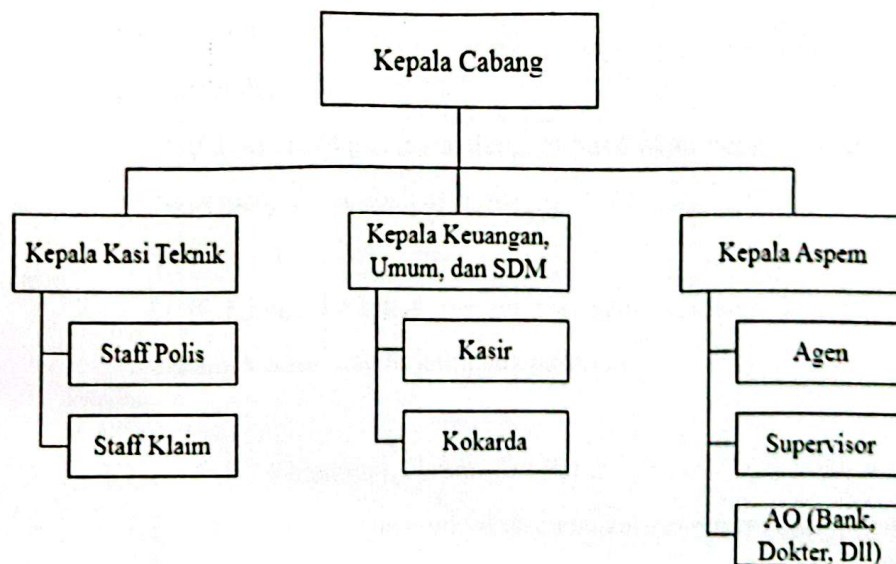 Kepala Cabang
Kepala Kasi Teknik
Kepala Keuangan,
Umum, dan SDM
Kepala Aspem
Staff Polis
Kasir
Agen
Staff Klaim
Kokarda
Supervisor
AO (Bank,
Dokter, Dll)